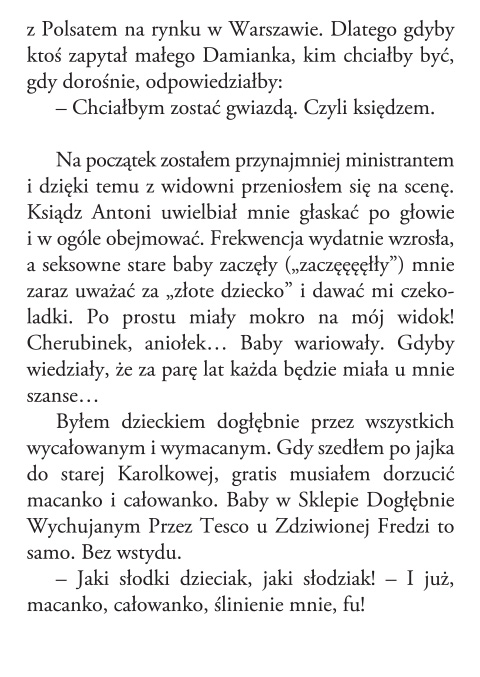 z Polsatem na rynku w Warszawie. Dlatego gdyby
ktoś zapytał małego Damianka, kim chciałby być,
gdy dorośnie, odpowiedziałby:
– Chciałbym zostać gwiazdą. Czyli księdzem.
Na początek zostałem przynajmniej ministrantem
i dzięki temu z widowni przeniosłem się na scenę.
Ksiądz Antoni uwielbiał mnie głaskać po głowie
i w ogóle obejmować. Frekwencja wydatnie wzrosła,
a seksowne stare baby zaczęły („zaczęęęęłły”) mnie
zaraz uważać za „złote dziecko” i dawać mi czeko-
ladki. Po prostu miały mokro na mój widok!
Cherubinek, aniołek… Baby wariowały. Gdyby
wiedziały, że za parę lat każda będzie miała u mnie
szanse…
Byłem dzieckiem dogłębnie przez wszystkich
wycałowanym i wymacanym. Gdy szedłem po jajka
do starej Karolkowej, gratis musiałem dorzucić
macanko i całowanko. Baby w Sklepie Dogłębnie
Wychujanym Przez Tesco u Zdziwionej Fredzi to
samo. Bez wstydu.
– Jaki słodki dzieciak, jaki słodziak! – I już,
macanko, całowanko, ślinienie mnie, fu!